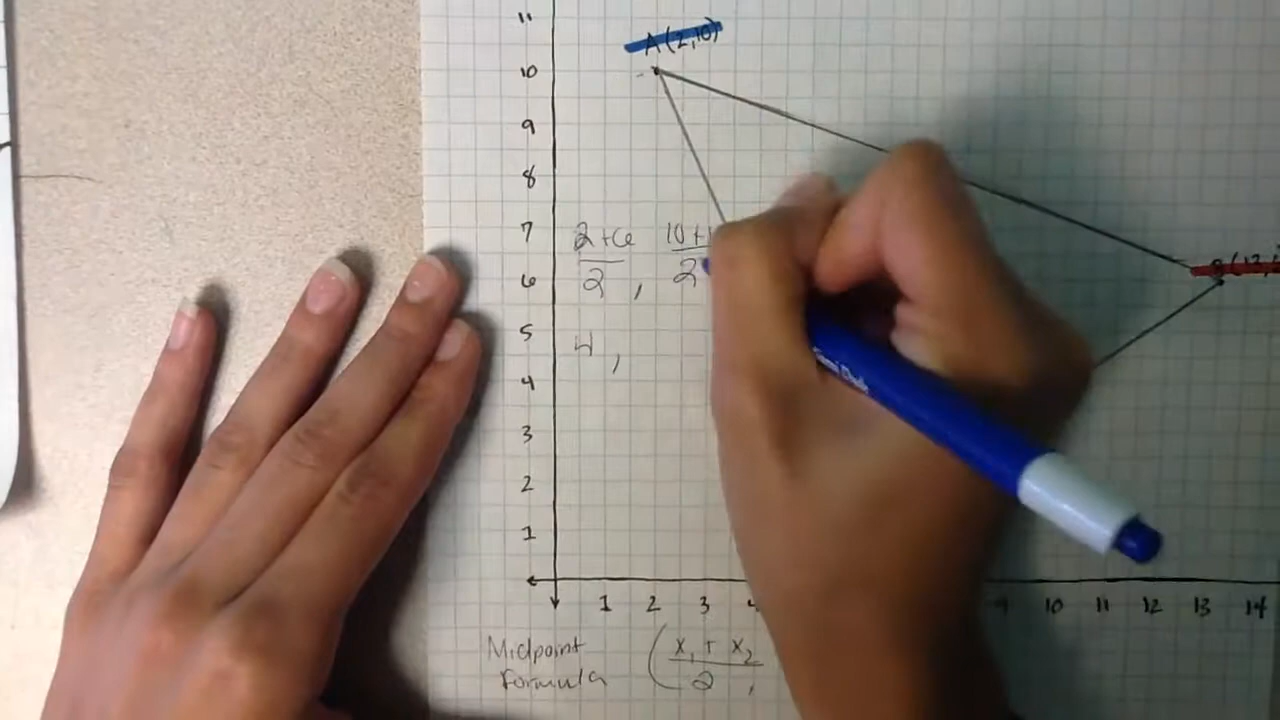 11
A (2,10)
10
9
8
7
2+6 10+
2 , 2
6
5
4 ,
4
3
2
1
1 2 3 10 11 12 13 14
Midpoint
Formula
( x₁ + x₂
2 ,